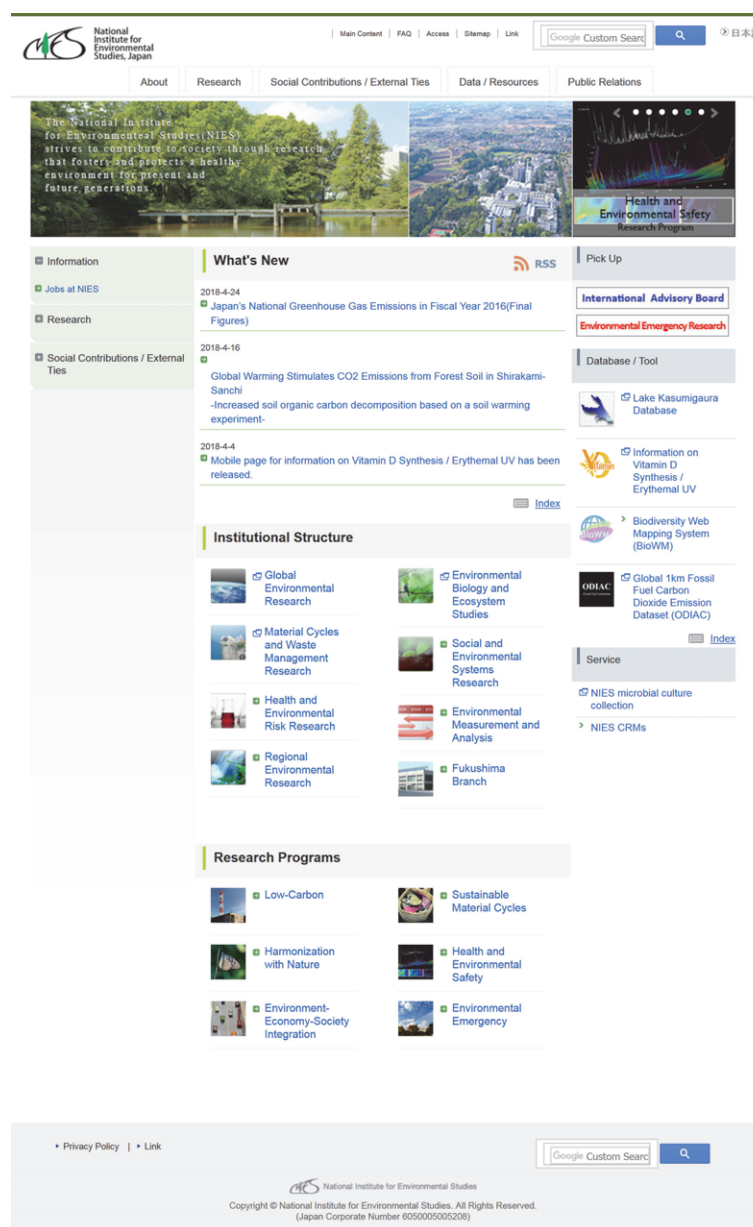 National
Institute for
Environmental
Studies, Japan
| Main Content | FAQ | Access | Sitemap | Link
Google Custom Searc
日本
About
Research
Social Contributions / External Ties
Data / Resources
Public Relations
The National Institute
for Environmenteal Studies(NIES)
strives to contribute to society through research
that fosters and protects a healthy
environment for present and
future generations.
Health and
Environmental Safety
Research Program
Information
Jobs at NIES
Research
Social Contributions / External
Ties
What's New
RSS
2018-4-24
Japan's National Greenhouse Gas Emissions in Fiscal Year 2016(Final
Figures)
2018-4-16
Global Warming Stimulates CO2 Emissions from Forest Soil in Shirakami-
Sanchi
-Increased soil organic carbon decomposition based on a soil warming
experiment-
2018-4-4
Mobile page for information on Vitamin D Synthesis / Erythemal UV has been
released.
Index
Institutional Structure
Global
Environmental
Research
Environmental
Biology and
Ecosystem
Studies
Material Cycles
and Waste
Management
Research
Social and
Environmental
Systems
Research
Health and
Environmental
Risk Research
Environmental
Measurement and
Analysis
Regional
Environmental
Research
Fukushima
Branch
Research Programs
Low-Carbon
Sustainable
Material Cycles
Harmonization
with Nature
Health and
Environmental
Safety
Environment-
Economy-Society
Integration
Environmental
Emergency
Pick Up
International Advisory Board
Environmental Emergency Research
Database / Tool
Lake Kasumigaura
Database
Vitamin
Information on
Vitamin D
Synthesis /
Erythemal UV
BioWM
Biodiversity Web
Mapping System
(BioWM)
ODIAC
Global 1km Fossil
Fuel Carbon
Dioxide Emission
Dataset (ODIAC)
Index
Service
NIES microbial culture
collection
NIES CRMs
Privacy Policy | Link
Google Custom Searc
National Institute for Environmental Studies
Copyright © National Institute for Environmental Studies. All Rights Reserved.
(Japan Corporate Number 6050005005208)